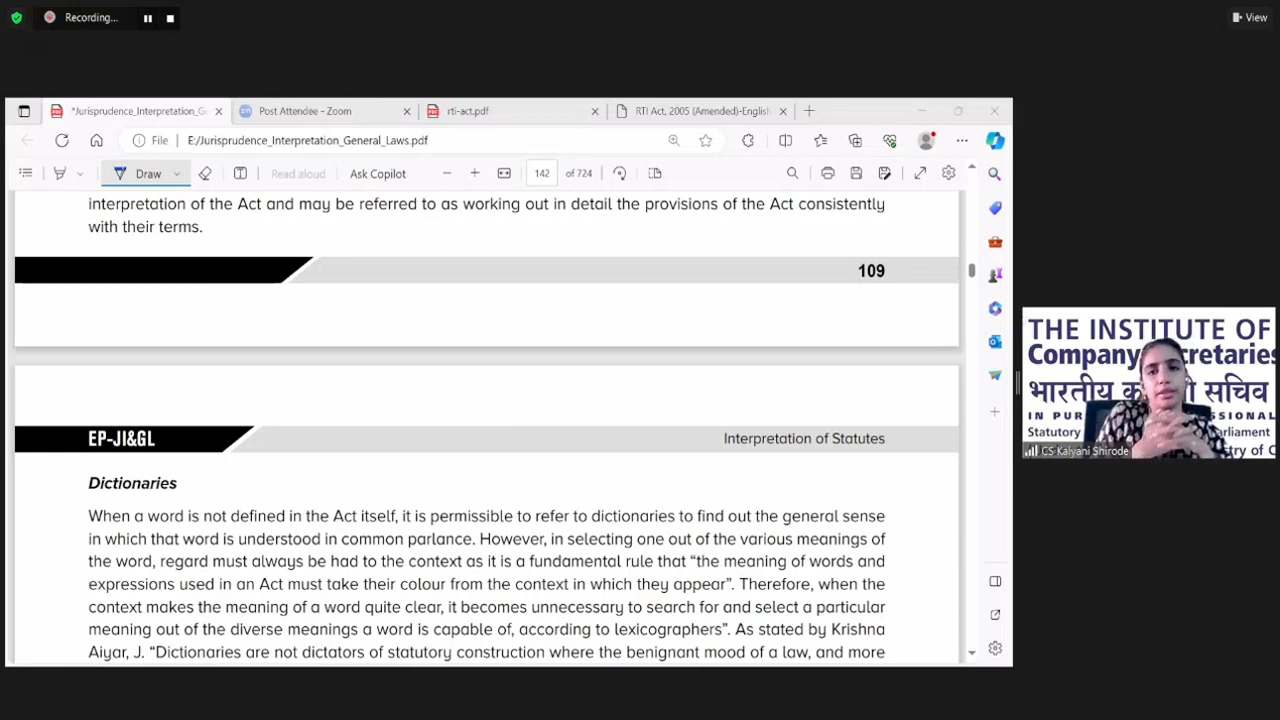 Recording...
View
*Jurisprudence_Interpretation_G
Post Attendee - Zoom
rti-act.pdf
RTI Act, 2005 (Amended)-English
File
E:/Jurisprudence_Interpretation_General_Laws.pdf
Draw
Read aloud
Ask Copilot
142
of 724
interpretation of the Act and may be referred to as working out in detail the provisions of the Act consistently
with their terms.
109
EP-JI&GL
Interpretation of Statutes
Dictionaries
When a word is not defined in the Act itself, it is permissible to refer to dictionaries to find out the general sense
in which that word is understood in common parlance. However, in selecting one out of the various meanings of
the word, regard must always be had to the context as it is a fundamental rule that “the meaning of words and
expressions used in an Act must take their colour from the context in which they appear”. Therefore, when the
context makes the meaning of a word quite clear, it becomes unnecessary to search for and select a particular
meaning out of the diverse meanings a word is capable of, according to lexicographers”. As stated by Krishna
Aiyar, J. “Dictionaries are not dictators of statutory construction where the benignant mood of a law, and more
THE INSTITUTE OF
Company
भारतीय
सचिव
IN PUR
Statutory
CS Kalyani Shirode